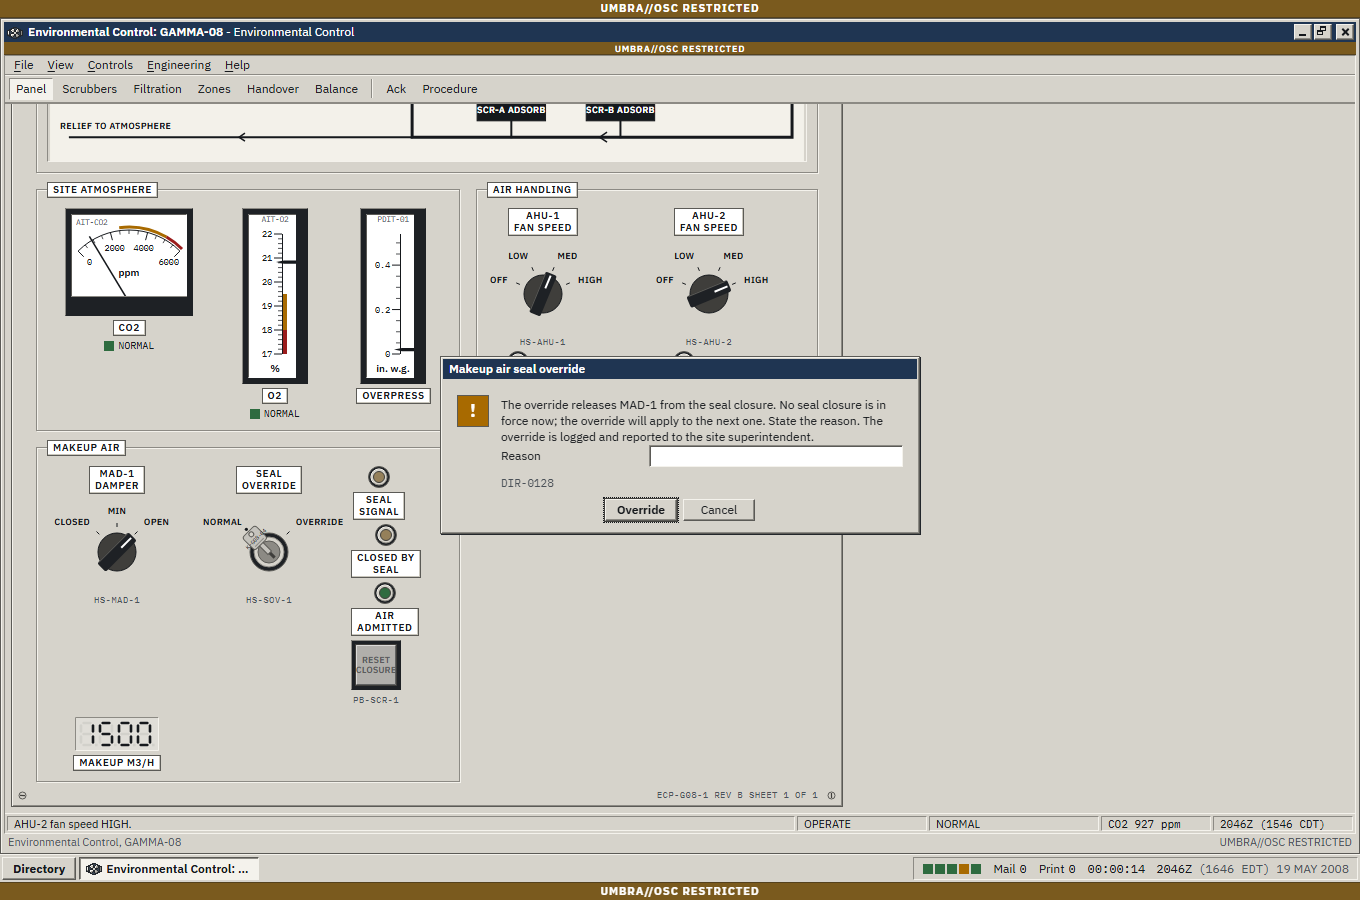 UMBRA//OSC RESTRICTED
Environmental Control: GAMMA-08 - Environmental Control
UMBRA//OSC RESTRICTED
File View Controls Engineering Help
Panel Scrubbers Filtration Zones Handover Balance Ack Procedure
SCR-A ADSORB SCR-B ADSORB
RELIEF TO ATMOSPHERE
SITE ATMOSPHERE
AIT-CO2
0 2000 4000 6000
ppm
CO2
NORMAL
AIT-O2
22
21
20
19
18
17
%
O2
NORMAL
PDIT-01
0.4
0.2
0
in. w.g.
OVERPRESS
AIR HANDLING
AHU-1
FAN SPEED
OFF LOW MED HIGH
HS-AHU-1
AHU-2
FAN SPEED
OFF LOW MED HIGH
HS-AHU-2
MAKEUP AIR
MAD-1
DAMPER
CLOSED MIN OPEN
HS-MAD-1
SEAL
OVERRIDE
NORMAL OVERRIDE
HS-SOV-1
SEAL
SIGNAL
CLOSED BY
SEAL
AIR
ADMITTED
RESET
CLOSURE
PB-SCR-1
1500
MAKEUP M3/H
Makeup air seal override
!
The override releases MAD-1 from the seal closure. No seal closure is in
force now; the override will apply to the next one. State the reason. The
override is logged and reported to the site superintendent.
Reason
DIR-0128
Override Cancel
ECP-G08-1 REV B SHEET 1 OF 1
AHU-2 fan speed HIGH. OPERATE NORMAL CO2 927 ppm 2046Z (1546 CDT)
Environmental Control, GAMMA-08 UMBRA//OSC RESTRICTED
Directory Environmental Control: ... Mail 0 Print 0 00:00:14 2046Z (1646 EDT) 19 MAY 2008
UMBRA//OSC RESTRICTED